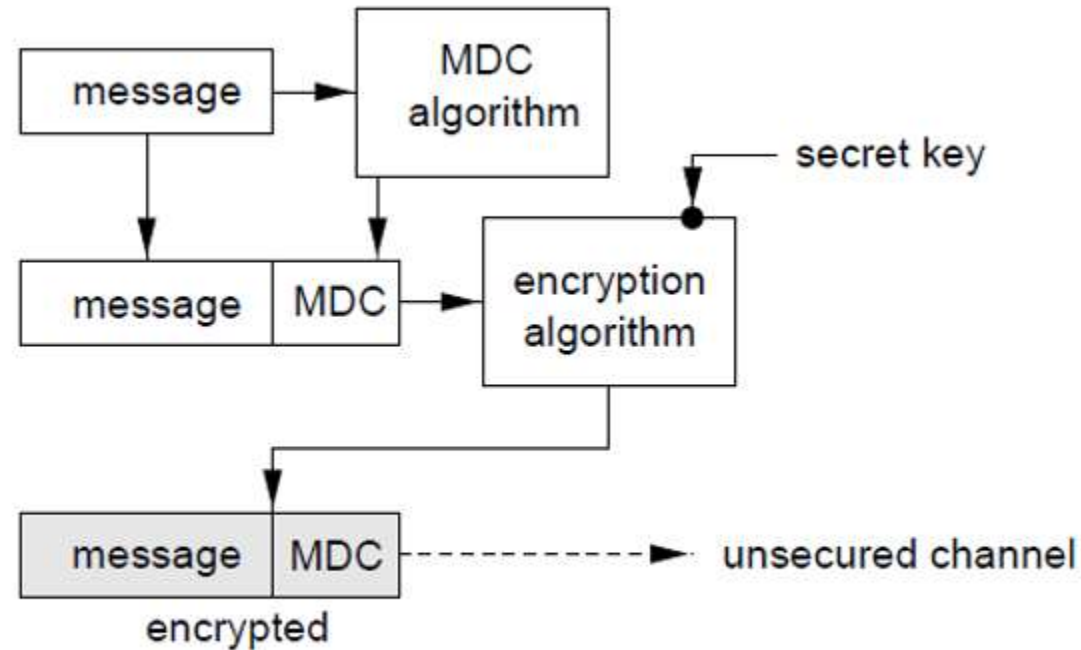 message
MDC
algorithm
secret key
message
MDC
encryption
algorithm
message
MDC
unsecured channel
encrypted